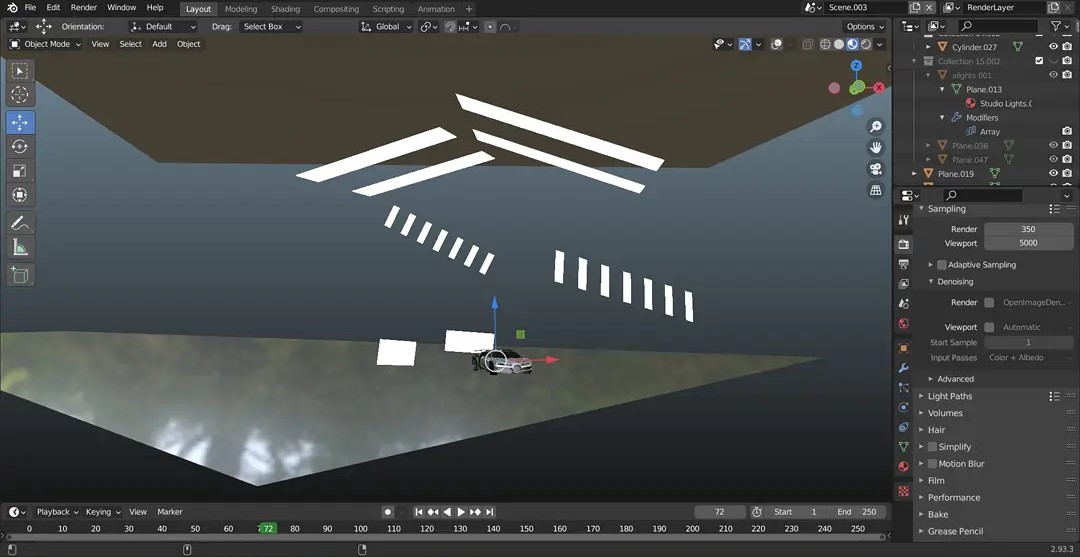 File Edit Render Window Help Layout Modeling Shading Compositing Scripting Animation + Scene.003 RenderLayer
Orientation: Default Drag: Select Box Global Options
Object Mode View Select Add Object
Cylinder.027
Collection 15.002
alights.001
Plane.013
Studio Lights.(
Modifiers
Array
Plane.036
Plane.047
Plane.019
Z
X
Sampling
Render 350
Viewport 5000
Adaptive Sampling
Denoising
Render OpenImageDen...
Viewport Automatic
Start Sample 1
Input Passes Color + Albedo
Advanced
Light Paths
Volumes
Hair
Simplify
Motion Blur
Film
Performance
Bake
Grease Pencil
Playback Keying View Marker 72 Start 1 End 250
0 10 20 30 40 50 60 72 80 90 100 110 120 130 140 150 160 170 180 190 200 210 220 230 240 250
2.93.3